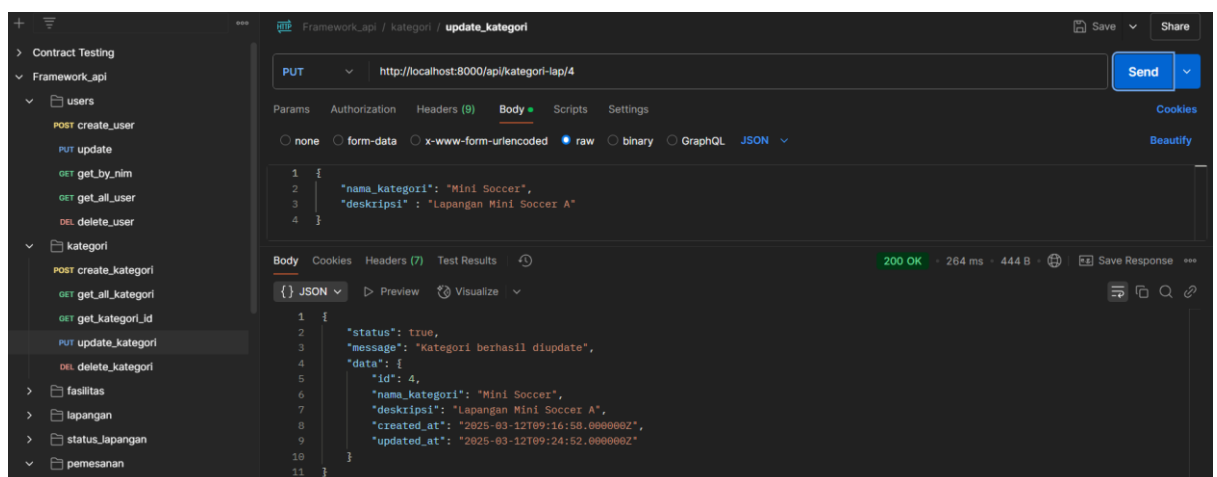 Framework_api / kategori / update_kategori
Save
Share
Contract Testing
Framework_api
users
POST create_user
PUT update
GET get_by_nim
GET get_all_user
DEL delete_user
kategori
POST create_kategori
GET get_all_kategori
GET get_kategori_id
PUT update_kategori
DEL delete_kategori
fasilitas
lapangan
status_lapangan
pemesanan
PUT http://localhost:8000/api/kategori-lap/4
Send
Params Authorization Headers (9) Body Scripts Settings
Cookies
none form-data x-www-form-urlencoded raw binary GraphQL JSON
Beautify
1 {
2 "nama_kategori": "Mini Soccer",
3 "deskripsi" : "Lapangan Mini Soccer A"
4 }
Body Cookies Headers (7) Test Results
200 OK 264 ms 444 B
Save Response
{} JSON Preview Visualize
1 {
2 "status": true,
3 "message": "Kategori berhasil diupdate",
4 "data": {
5 "id": 4,
6 "nama_kategori": "Mini Soccer",
7 "deskripsi": "Lapangan Mini Soccer A",
8 "created_at": "2025-03-12T09:16:58.000000Z",
9 "updated_at": "2025-03-12T09:24:52.000000Z"
10 }
11 }